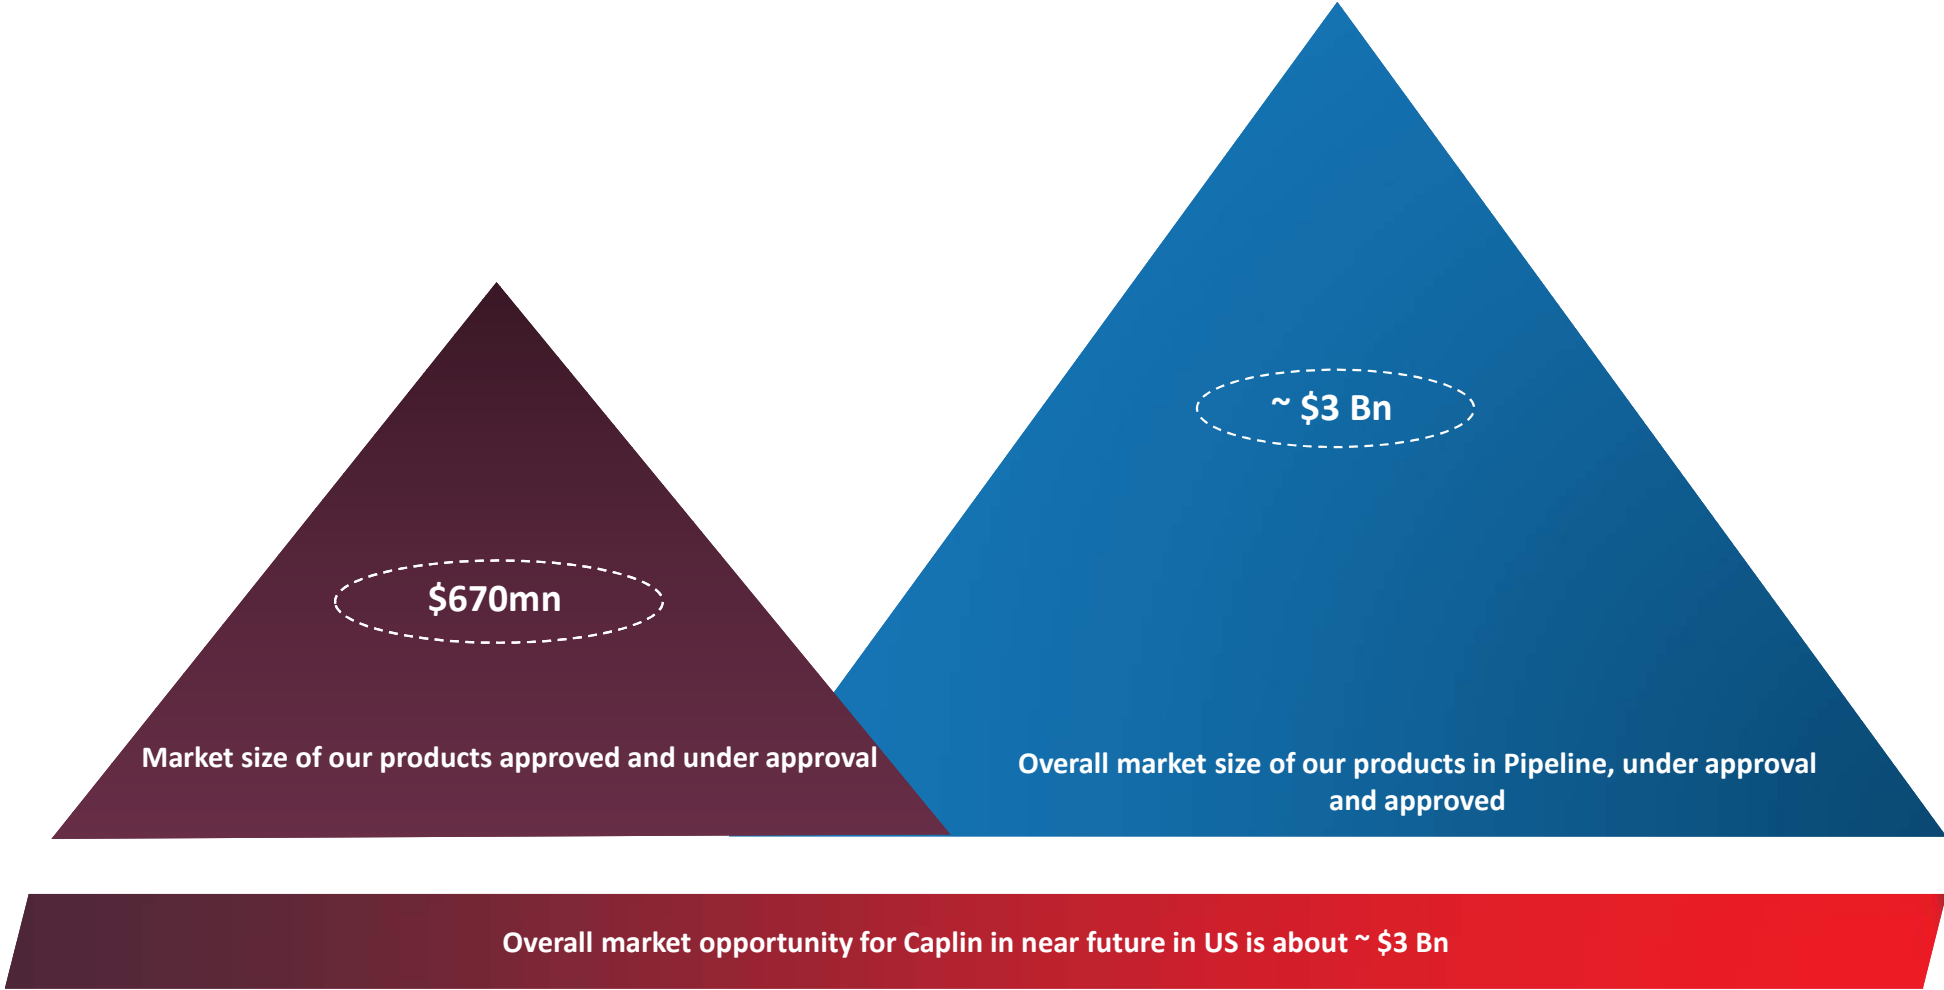 ~ $3 Bn
$670mn
Market size of our products approved and under approval
Overall market size of our products in Pipeline, under approval
and approved
Overall market opportunity for Caplin in near future in US is about ~ $3 Bn